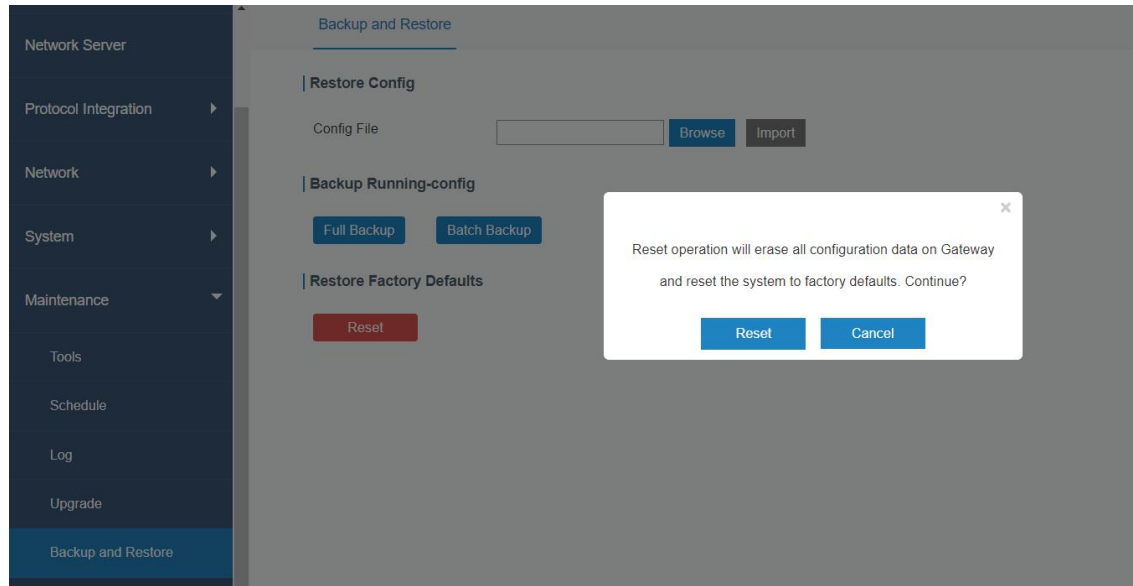 Network Server
Protocol Integration
Network
System
Maintenance
Tools
Schedule
Log
Upgrade
Backup and Restore
Backup and Restore
Restore Config
Config File
Browse
Import
Backup Running-config
Full Backup
Batch Backup
Restore Factory Defaults
Reset
Reset operation will erase all configuration data on Gateway
and reset the system to factory defaults. Continue?
Reset
Cancel